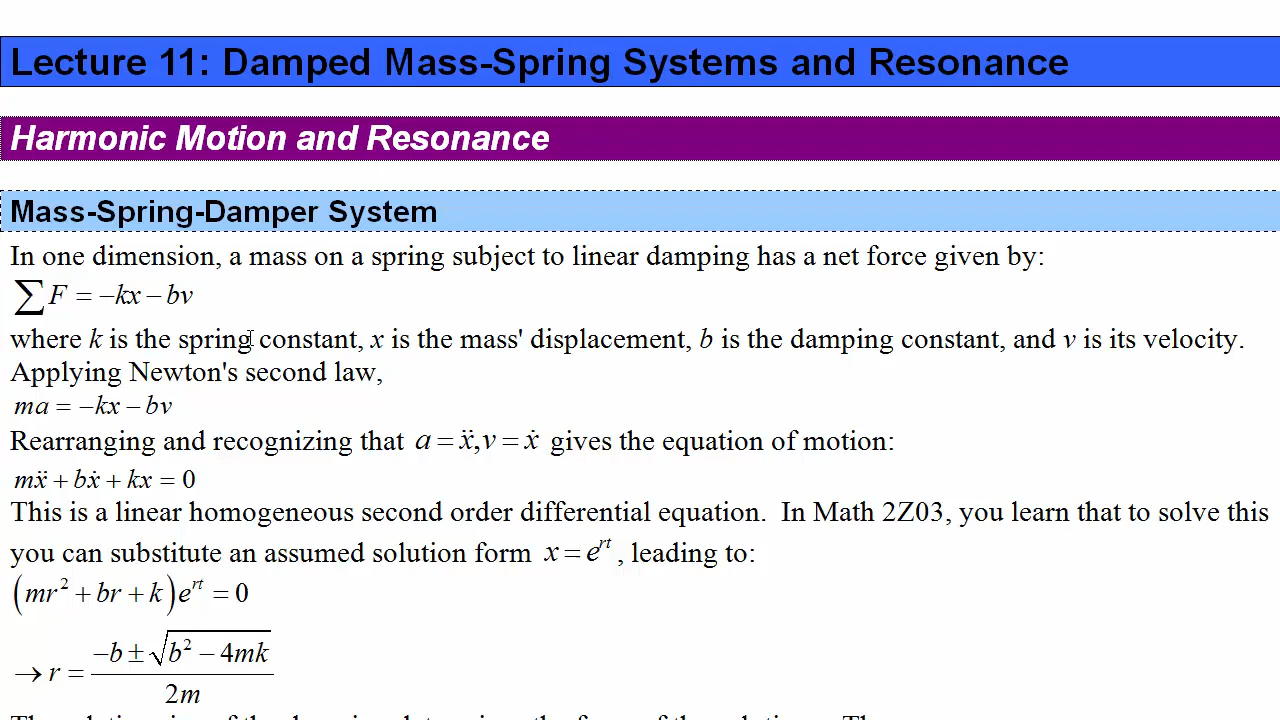 Lecture 11: Damped Mass-Spring Systems and Resonance
Harmonic Motion and Resonance
Mass-Spring-Damper System
In one dimension, a mass on a spring subject to linear damping has a net force given by:
∑F = −kx − bv
where k is the spring constant, x is the mass' displacement, b is the damping constant, and v is its velocity.
Applying Newton's second law,
ma = −kx − bv
Rearranging and recognizing that a = ẍ, v = ẋ gives the equation of motion:
mẍ + bẋ + kx = 0
This is a linear homogeneous second order differential equation. In Math 2Z03, you learn that to solve this
you can substitute an assumed solution form x = e^{rt}, leading to:
(mr² + br + k)e^{rt} = 0
→ r = (−b ± √(b² − 4mk)) / 2m